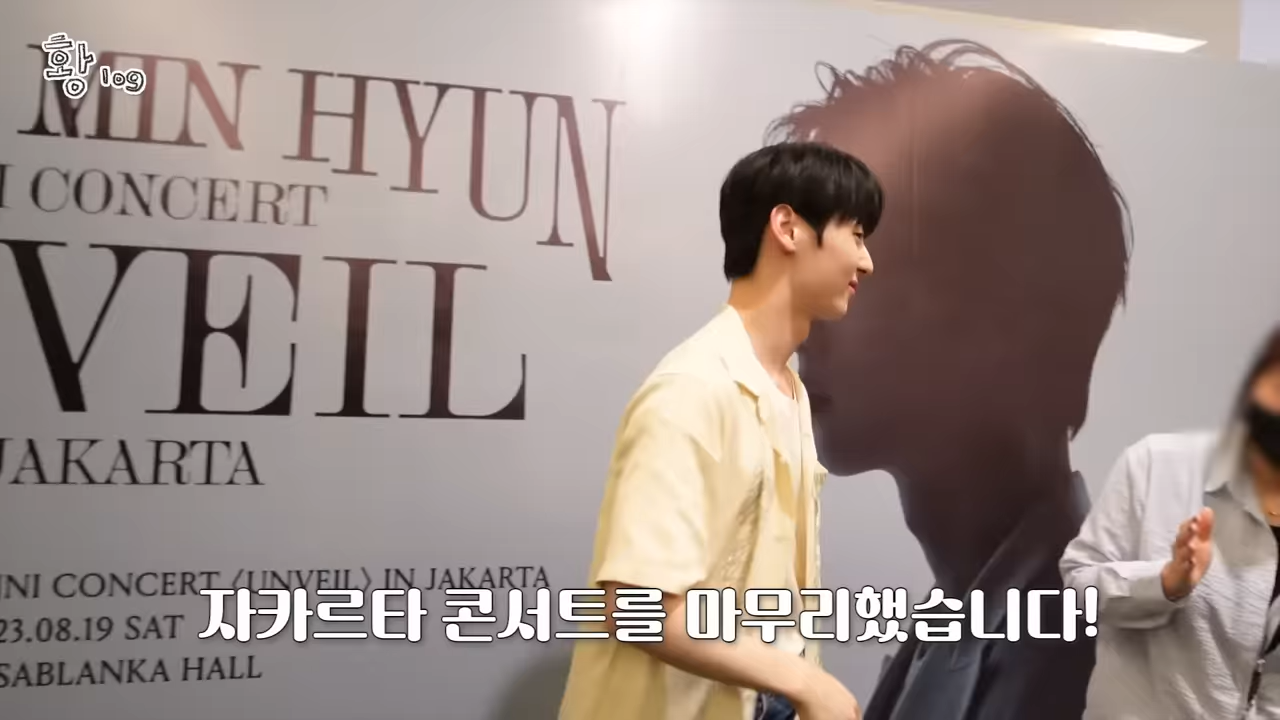 황109
MIN HYUN
CONCERT
VEIL
JAKARTA
CONCERT 〈UNVEIL〉 IN JAKARTA
23.08.19 SAT
SABLANKA HALL
자카르타 콘서트를 마무리했습니다!